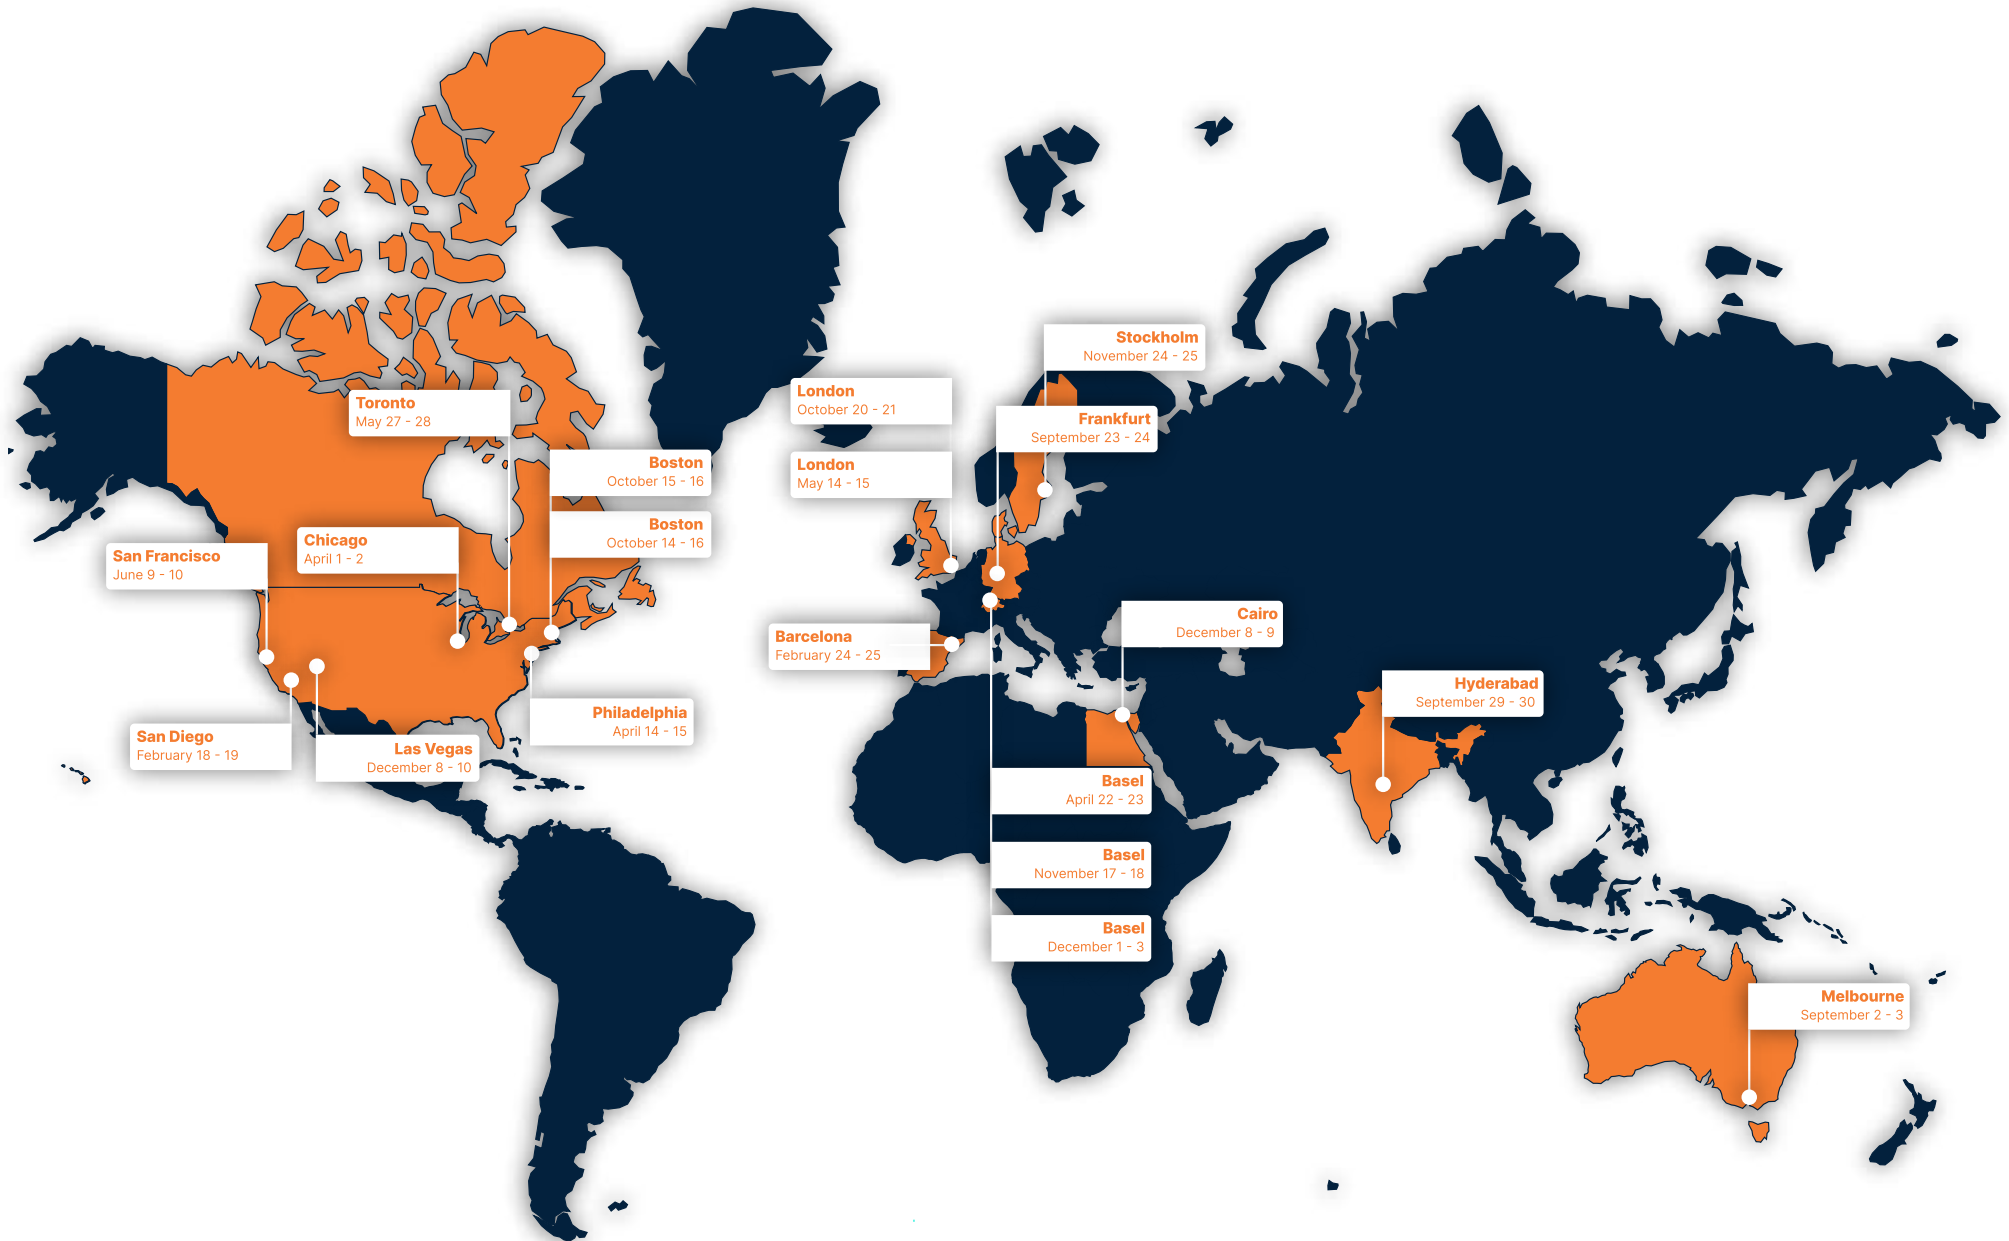 Stockholm
November 24 - 25
London
October 20 - 21
Toronto
May 27 - 28
Frankfurt
September 23 - 24
Boston
October 15 - 16
London
May 14 - 15
Boston
October 14 - 16
Chicago
April 1 - 2
San Francisco
June 9 - 10
Cairo
December 8 - 9
Barcelona
February 24 - 25
Hyderabad
September 29 - 30
Philadelphia
April 14 - 15
San Diego
February 18 - 19
Las Vegas
December 8 - 10
Basel
April 22 - 23
Basel
November 17 - 18
Basel
December 1 - 3
Melbourne
September 2 - 3